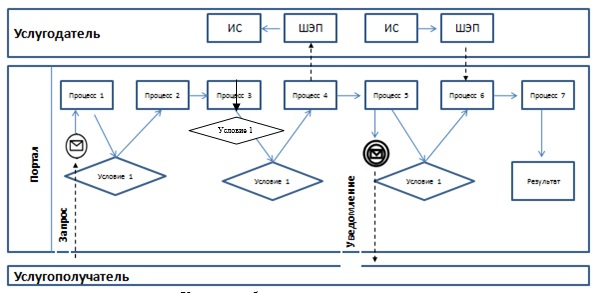 Услугодатель
ИС
ШЭП
ИС
ШЭП
Портал
Процесс 1
Процесс 2
Процесс 3
Процесс 4
Процесс 5
Процесс 6
Процесс 7
Условие 1
Условие 1
Условие 1
Условие 1
Результат
Запрос
Уведомление
Услугополучатель